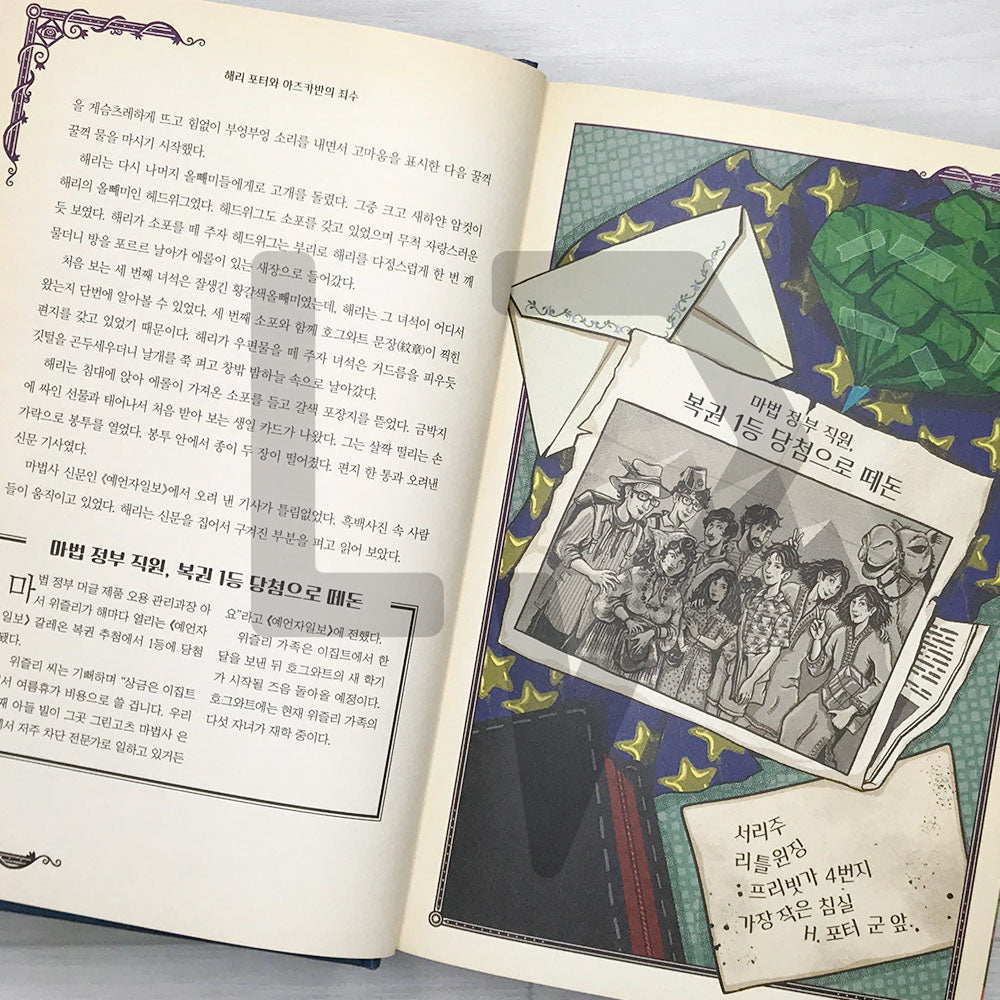 해리 포터와 아즈카반의 죄수
을 게슴츠레하게 뜨고 힘없이 부엉부엉 소리를 내면서 고마움을 표시한 다음 꿀꺽
꿀꺽 물을 마시기 시작했다.
해리는 다시 나머지 올빼미들에게로 고개를 돌렸다. 그중 크고 새하얀 암컷이
해리의 올빼미인 헤드위그였다. 헤드위그도 소포를 갖고 있었으며 무척 자랑스러운
듯 보였다. 해리가 소포를 떼 주자 헤드위그는 부리로 해리를 다정스럽게 한 번 깨
물더니 방을 포르르 날아가 에롤이 있는 새장으로 들어갔다.
처음 보는 세 번째 녀석은 잘생긴 황갈색올빼미였는데, 해리는 그 녀석이 어디서
왔는지 단번에 알아볼 수 있었다. 세 번째 소포와 함께 호그와트 문장(紋章)이 찍힌
편지를 갖고 있었기 때문이다. 해리가 우편물을 떼 주자 녀석은 거드름을 피우듯
깃털을 곤두세우더니 날개를 쭉 펴고 창밖 밤하늘 속으로 날아갔다.
해리는 침대에 앉아 에롤이 가져온 소포를 들고 갈색 포장지를 뜯었다. 금박지
에 싸인 선물과 태어나서 처음 받아 보는 생일 카드가 나왔다. 그는 살짝 떨리는 손
가락으로 봉투를 열었다. 봉투 안에서 종이 두 장이 떨어졌다. 편지 한 통과 오려낸
신문 기사였다.
마법사 신문인 《예언자일보》에서 오려 낸 기사가 틀림없었다. 흑백사진 속 사람
들이 움직이고 있었다. 해리는 신문을 집어서 구겨진 부분을 펴고 읽어 보았다.
마법 정부 직원, 복권 1등 당첨으로 떼돈
마법 정부 머글 제품 오용 관리과장 아
서 위즐리가 해마다 열리는 《예언
일보》 갈레온 복권 추첨에서 1등에 당첨
됐다.
위즐리 씨는 기뻐하며 “상금은 이집트
서 여름휴가 비용으로 쓸 겁니다. 우리
째 아들 빌이 그곳 그린고츠 마법사 은
에서 저주 차단 전문가로 일하고 있거든
요”라고 《예언자일보》에 전했다.
위즐리 가족은 이집트에서 한
달을 보낸 뒤 호그와트의 새 학기
가 시작될 즈음 돌아올 예정이다.
호그와트에는 현재 위즐리 가족의
다섯 자녀가 재학 중이다.
마법 정부 직원,
복권 1등 당첨으로 떼돈
서리주
리틀윈징
프리빗가 4번지
가장 작은 침실
H. 포터 군 앞.